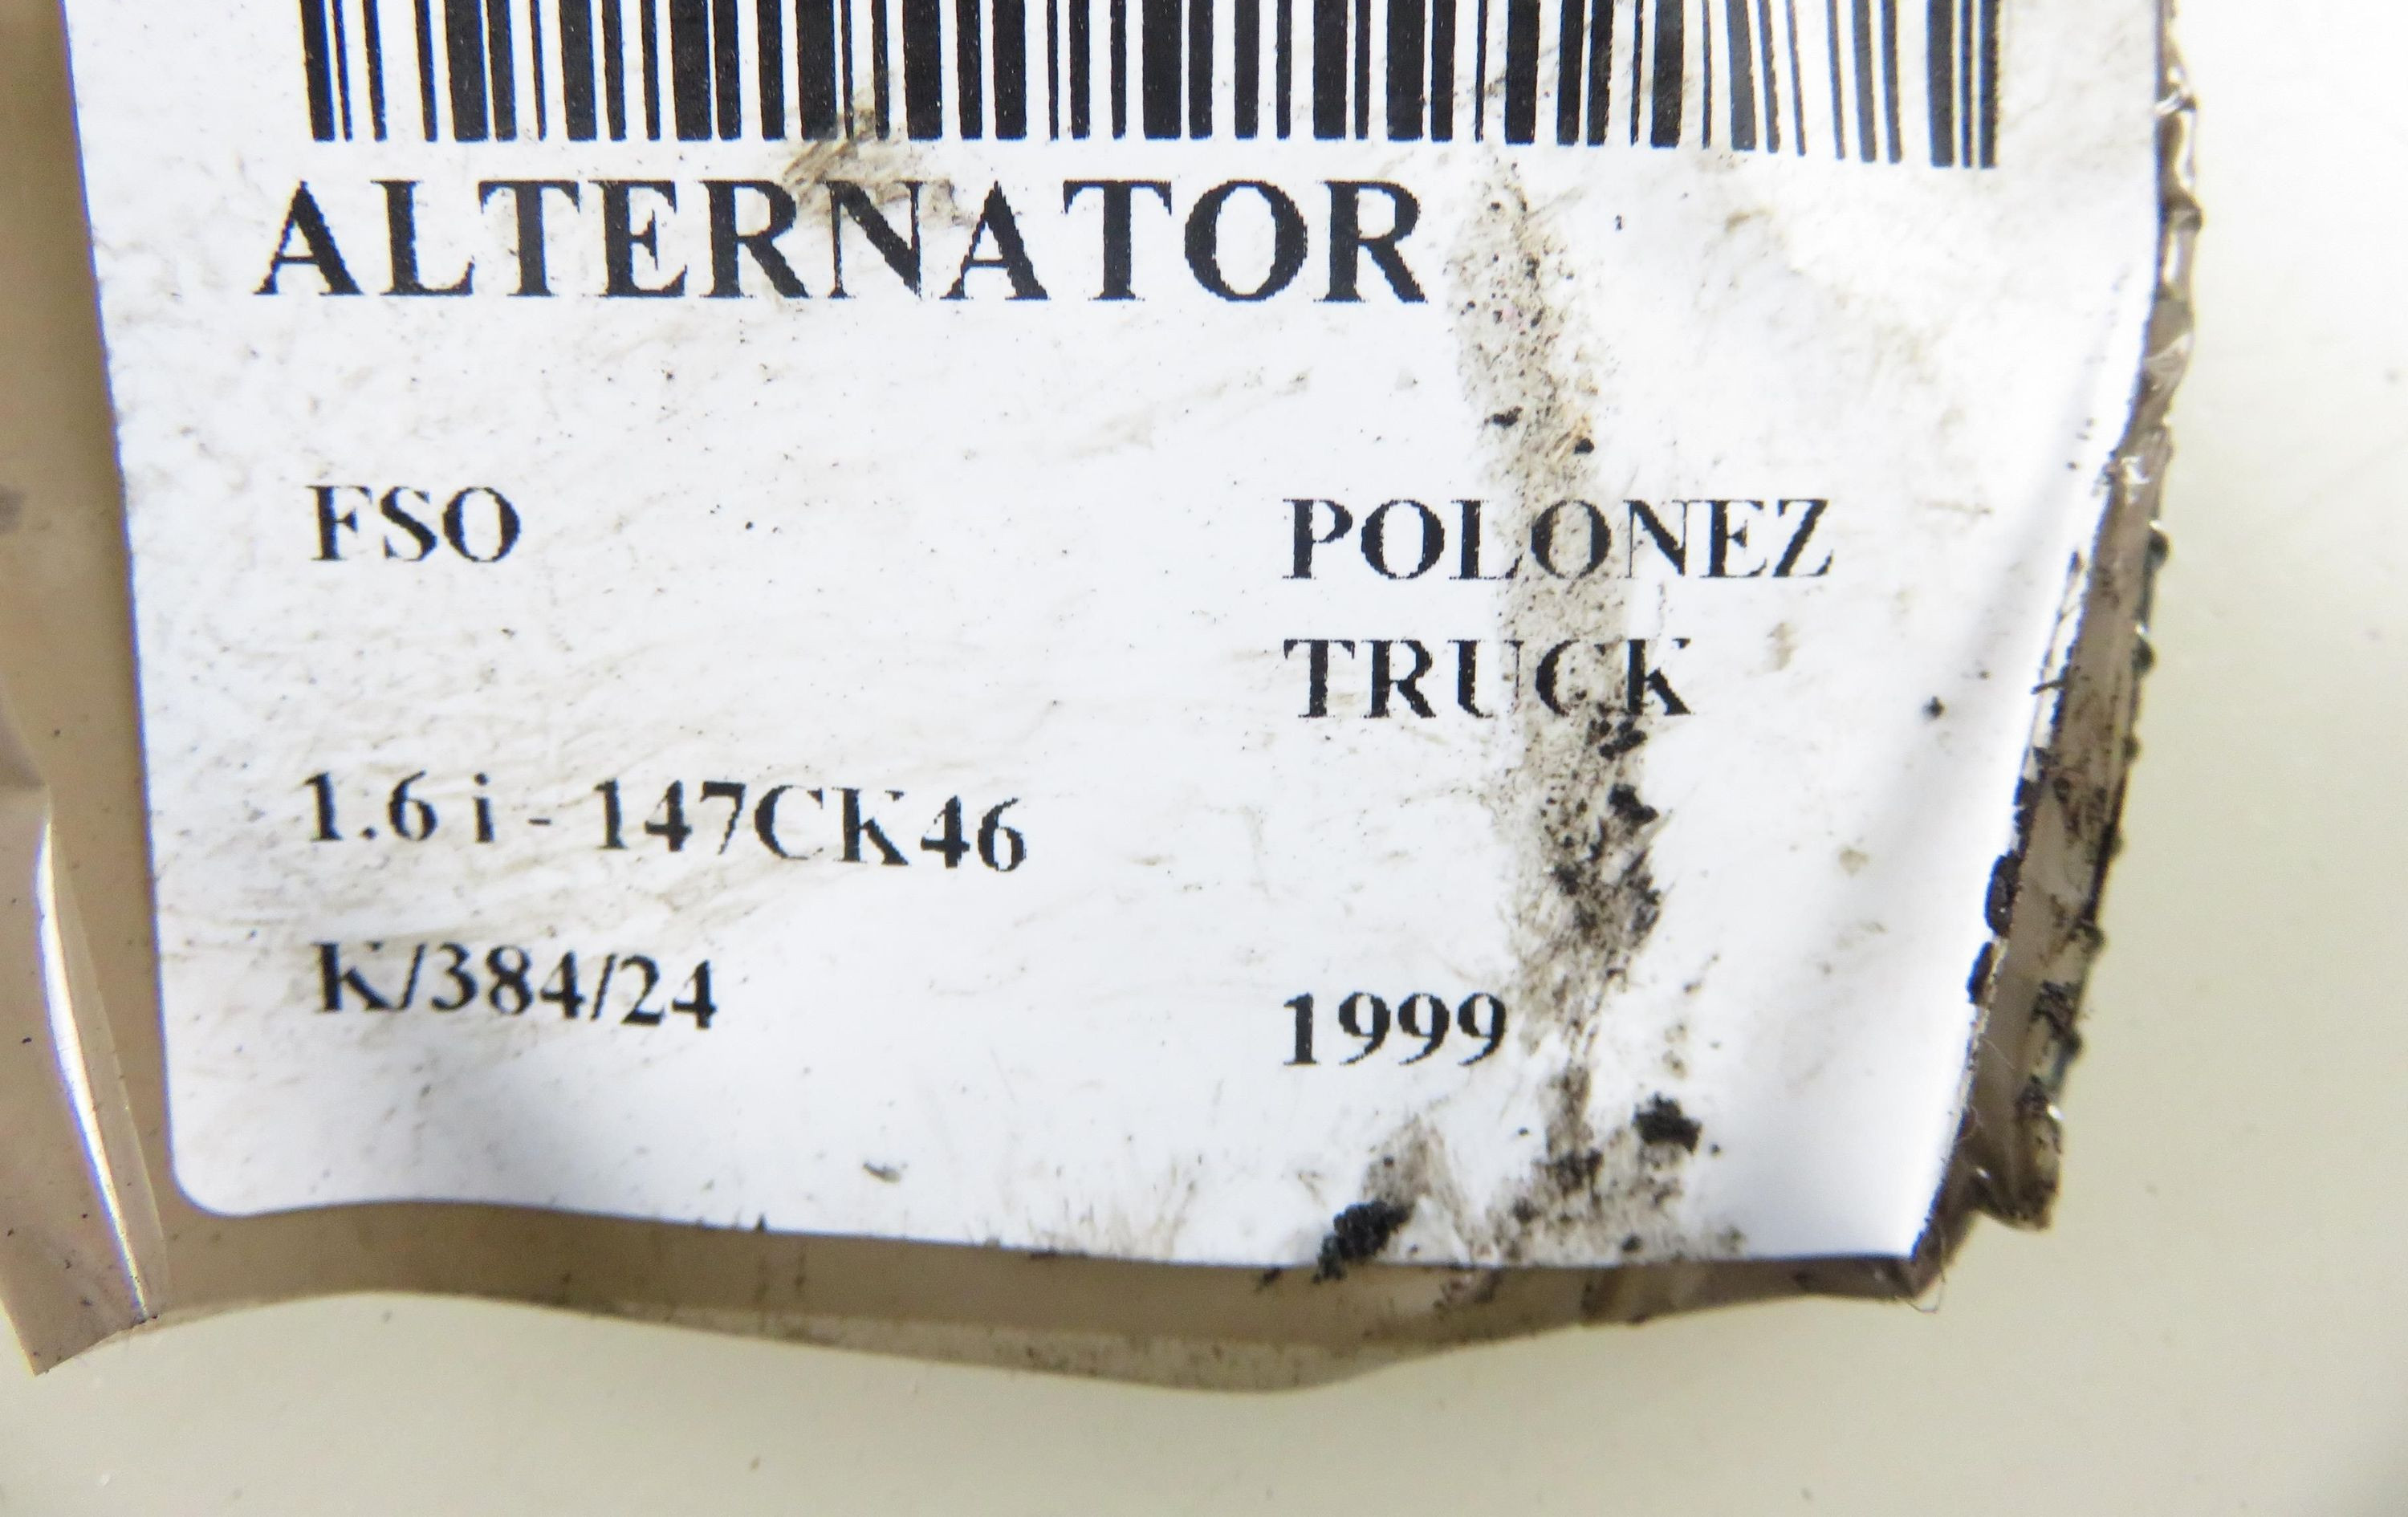 ALTERNATOR
FSO
POLONEZ
TRUCK
1.6 i - 147CK46
K/384/24
1999